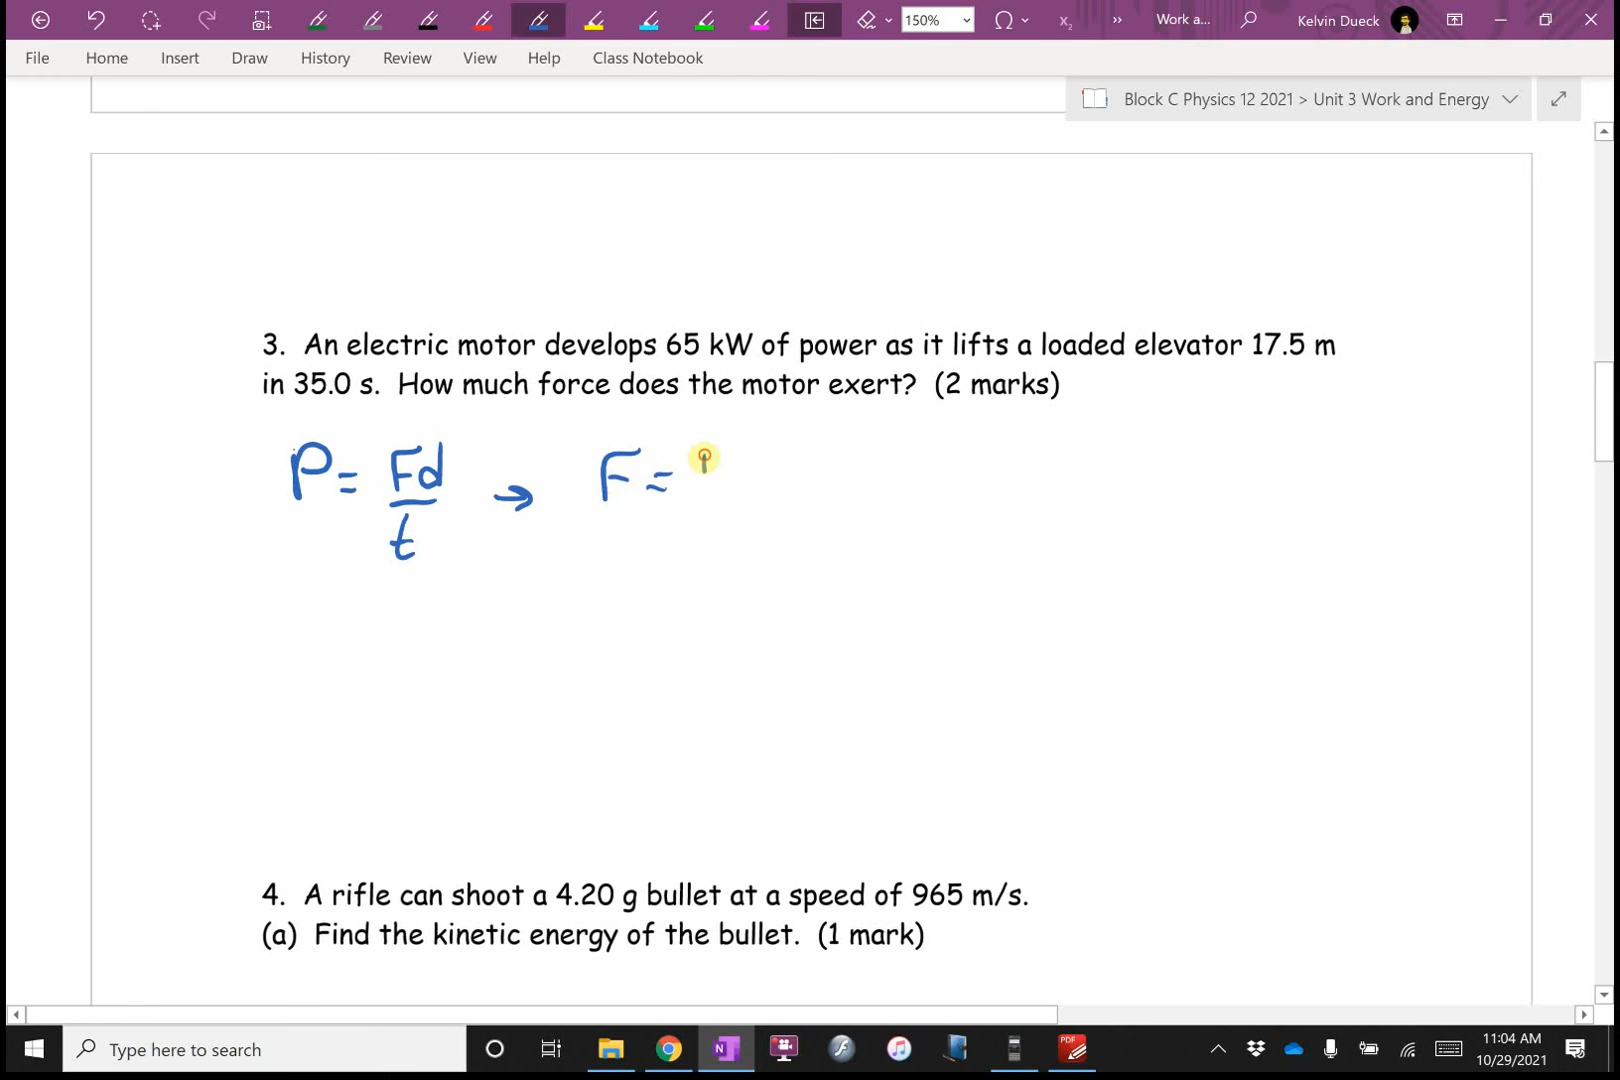 150%
Ω
x₂
››
Work a...
Kelvin Dueck
File
Home
Insert
Draw
History
Review
View
Help
Class Notebook
Block C Physics 12 2021 > Unit 3 Work and Energy
3. An electric motor develops 65 kW of power as it lifts a loaded elevator 17.5 m
in 35.0 s. How much force does the motor exert? (2 marks)
P = Fd/t → F =
4. A rifle can shoot a 4.20 g bullet at a speed of 965 m/s.
(a) Find the kinetic energy of the bullet. (1 mark)
Type here to search
N
PDF
11:04 AM
10/29/2021